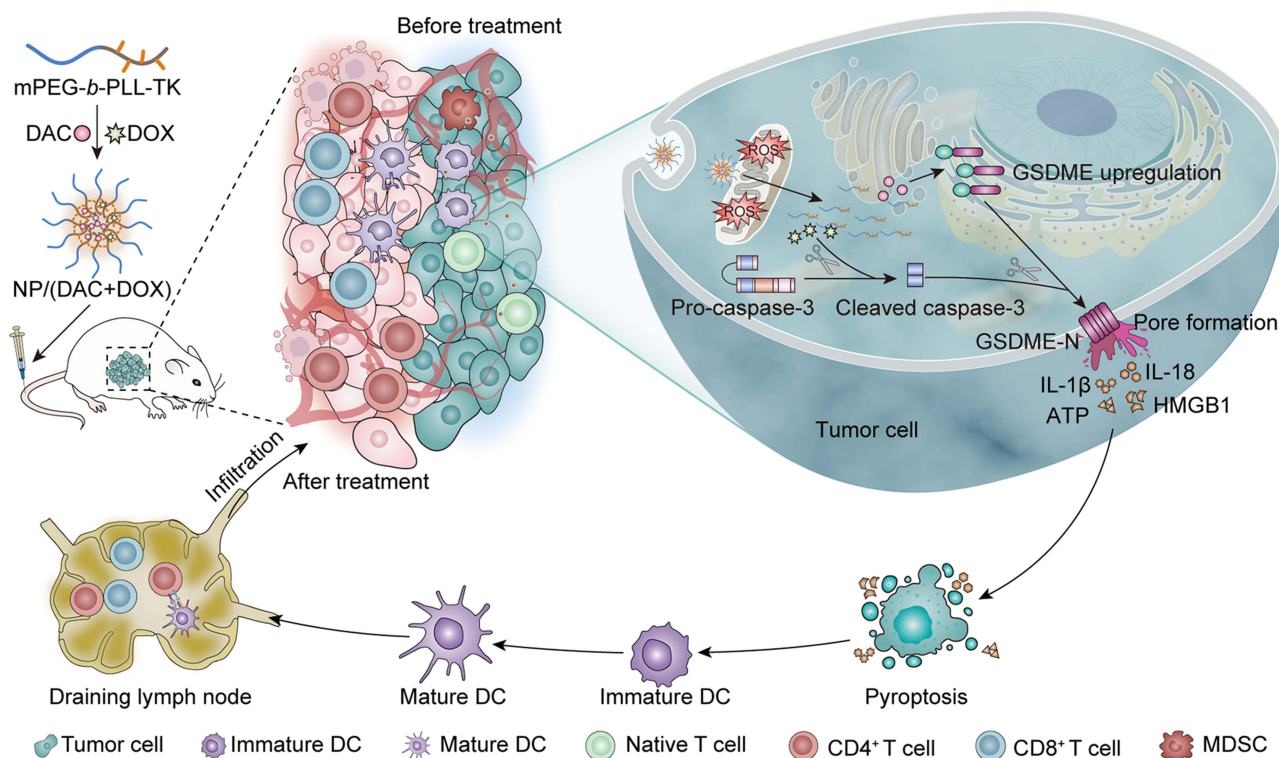 Before treatment
mPEG-b-PLL-TK
DAC DOX
NP/(DAC+DOX)
After treatment
Infiltration
ROS
ROS
GSDME upregulation
Pro-caspase-3
Cleaved caspase-3
GSDME-N
Pore formation
IL-1β
IL-18
ATP
HMGB1
Tumor cell
Draining lymph node
Mature DC
Immature DC
Pyroptosis
Tumor cell
Immature DC
Mature DC
Native T cell
CD4⁺ T cell
CD8⁺ T cell
MDSC